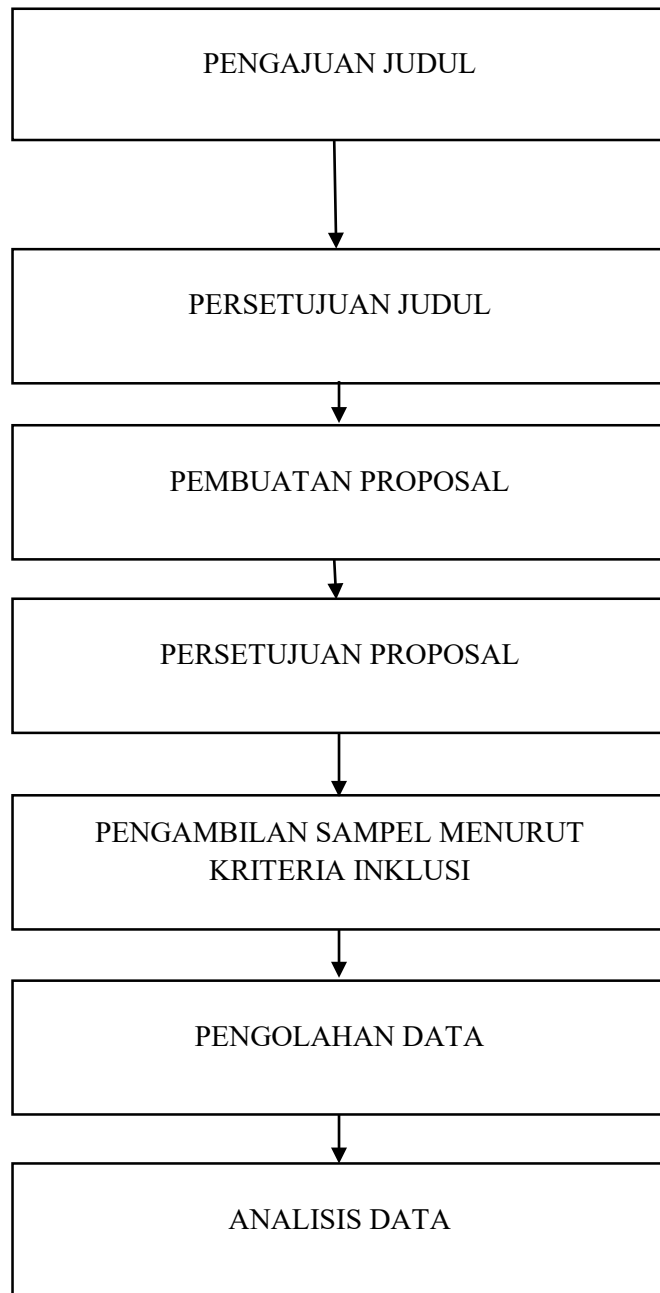 PENGAJUAN JUDUL
PERSETUJUAN JUDUL
PEMBUATAN PROPOSAL
PERSETUJUAN PROPOSAL
PENGAMBILAN SAMPEL MENURUT
KRITERIA INKLUSI
PENGOLAHAN DATA
ANALISIS DATA